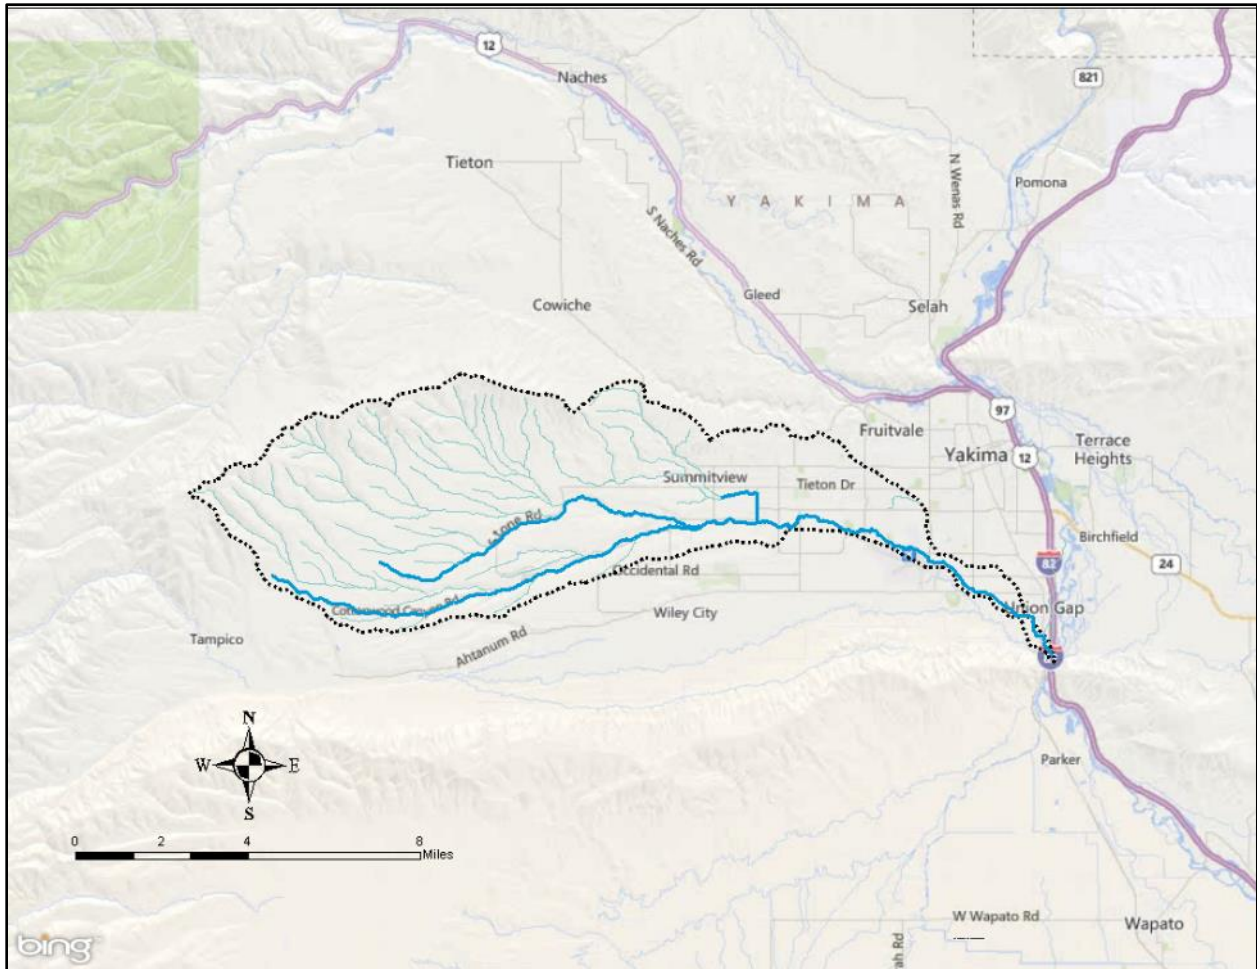 12
Naches
821
Tieton
N Wenas Rd
Pomona
YAKIMA
S Naches Rd
Gleed
Selah
Cowiche
97
Fruitvale
Terrace
Heights
Yakima
12
Summitview
Tieton Dr
Birchfield
24
82
Occidental Rd
Cottonwood Canyon Rd
Wiley City
Union Gap
Tampico
Ahtanum Rd
N
W E
S
Parker
0 2 4 8
Miles
W Wapato Rd
Wapato
bing